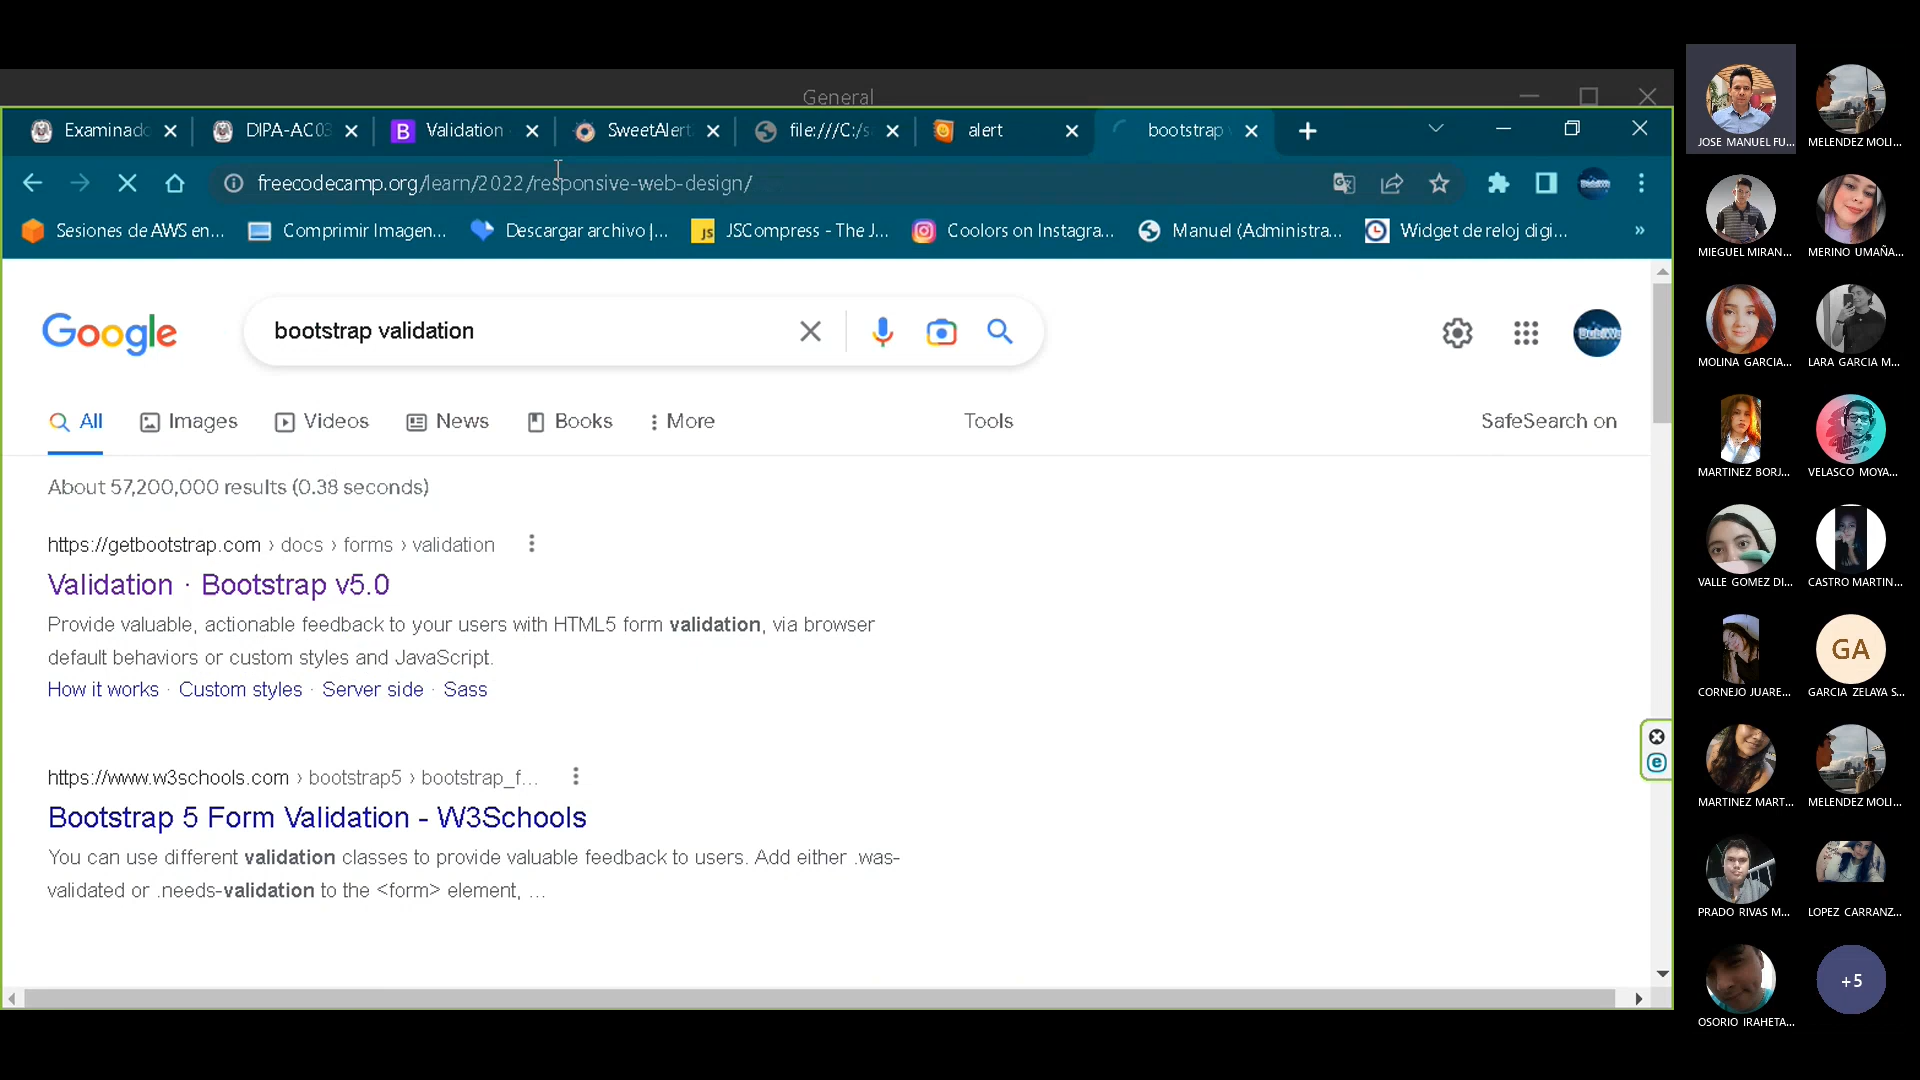 General
Examinado
DIPA-AC03
Validation
SweetAlert
file:///C:/s
alert
bootstrap
freecodecamp.org/learn/2022/responsive-web-design/
Sesiones de AWS en...
Comprimir Imagen...
Descargar archivo |...
JSCompress - The J...
Coolors on Instagra...
Manuel (Administra...
Widget de reloj digi...
»
Google
bootstrap validation
All
Images
Videos
News
Books
More
Tools
SafeSearch on
About 57,200,000 results (0.38 seconds)
https://getbootstrap.com › docs › forms › validation
Validation · Bootstrap v5.0
Provide valuable, actionable feedback to your users with HTML5 form validation, via browser
default behaviors or custom styles and JavaScript.
How it works · Custom styles · Server side · Sass
https://www.w3schools.com › bootstrap5 › bootstrap_f...
Bootstrap 5 Form Validation - W3Schools
You can use different validation classes to provide valuable feedback to users. Add either .was-
validated or .needs-validation to the <form> element, ...
JOSE MANUEL FU...
MELENDEZ MOLI...
MIEGUEL MIRAN...
MERINO UMAÑA...
MOLINA GARCIA...
LARA GARCIA M...
MARTINEZ BORJ...
VELASCO MOYA...
VALLE GOMEZ DI...
CASTRO MARTIN...
CORNEJO JUARE...
GA
GARCIA ZELAYA S...
MARTINEZ MART...
MELENDEZ MOLI...
PRADO RIVAS M...
LOPEZ CARRANZ...
OSORIO IRAHETA...
+5